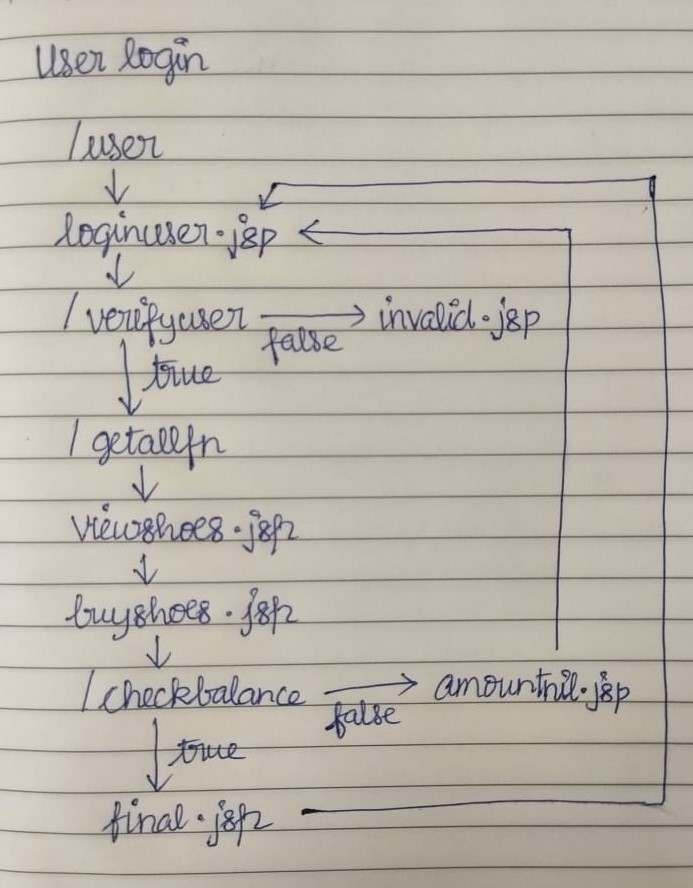 User login
/user
loginuser.jsp
/verifyuser false invalid.jsp
true
/getallfn
viewshoes.jsp
buyshoes.jsp
/checkbalance false amountnil.jsp
true
final.jsp